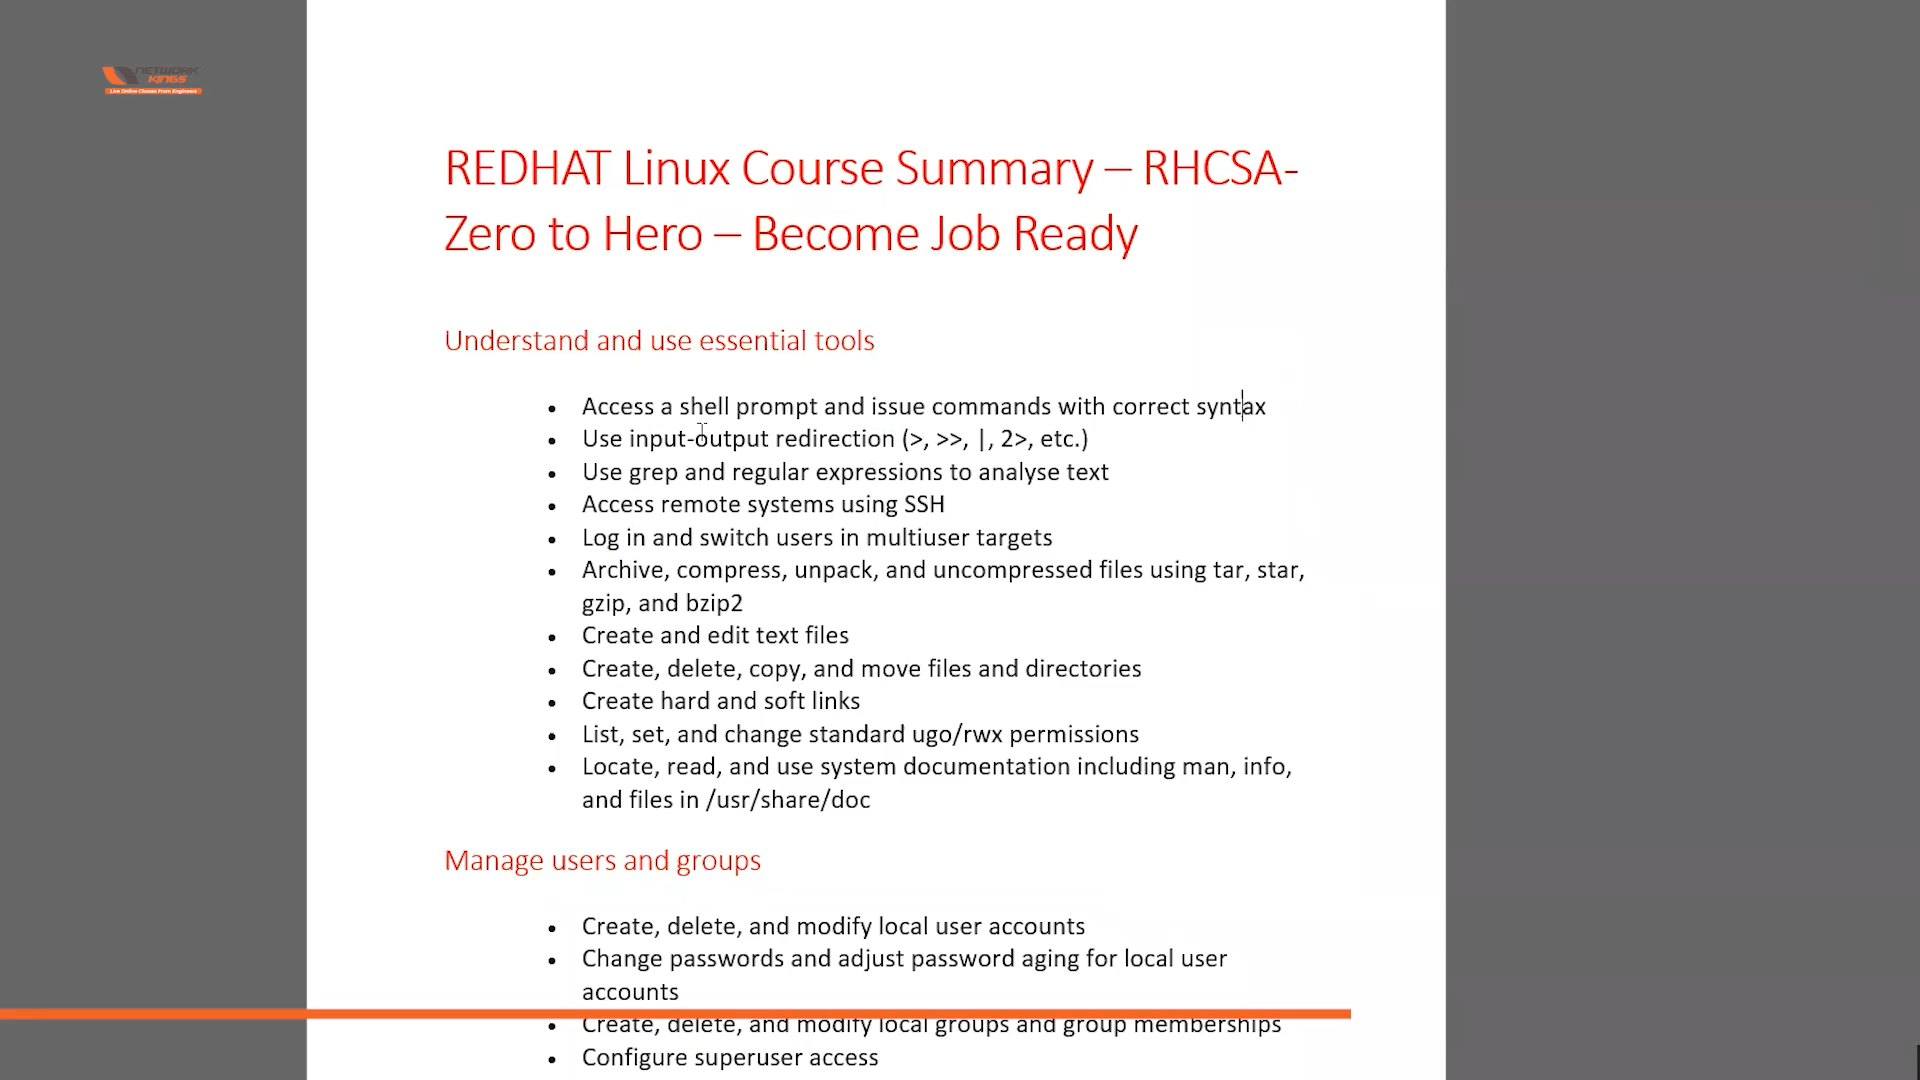 NETWORK
KINGS
Live Online Classes From Engineers
REDHAT Linux Course Summary – RHCSA-
Zero to Hero – Become Job Ready
Understand and use essential tools
• Access a shell prompt and issue commands with correct syntax
• Use input-output redirection (>, >>, |, 2>, etc.)
• Use grep and regular expressions to analyse text
• Access remote systems using SSH
• Log in and switch users in multiuser targets
• Archive, compress, unpack, and uncompressed files using tar, star,
gzip, and bzip2
• Create and edit text files
• Create, delete, copy, and move files and directories
• Create hard and soft links
• List, set, and change standard ugo/rwx permissions
• Locate, read, and use system documentation including man, info,
and files in /usr/share/doc
Manage users and groups
• Create, delete, and modify local user accounts
• Change passwords and adjust password aging for local user
accounts
• Create, delete, and modify local groups and group memberships
• Configure superuser access